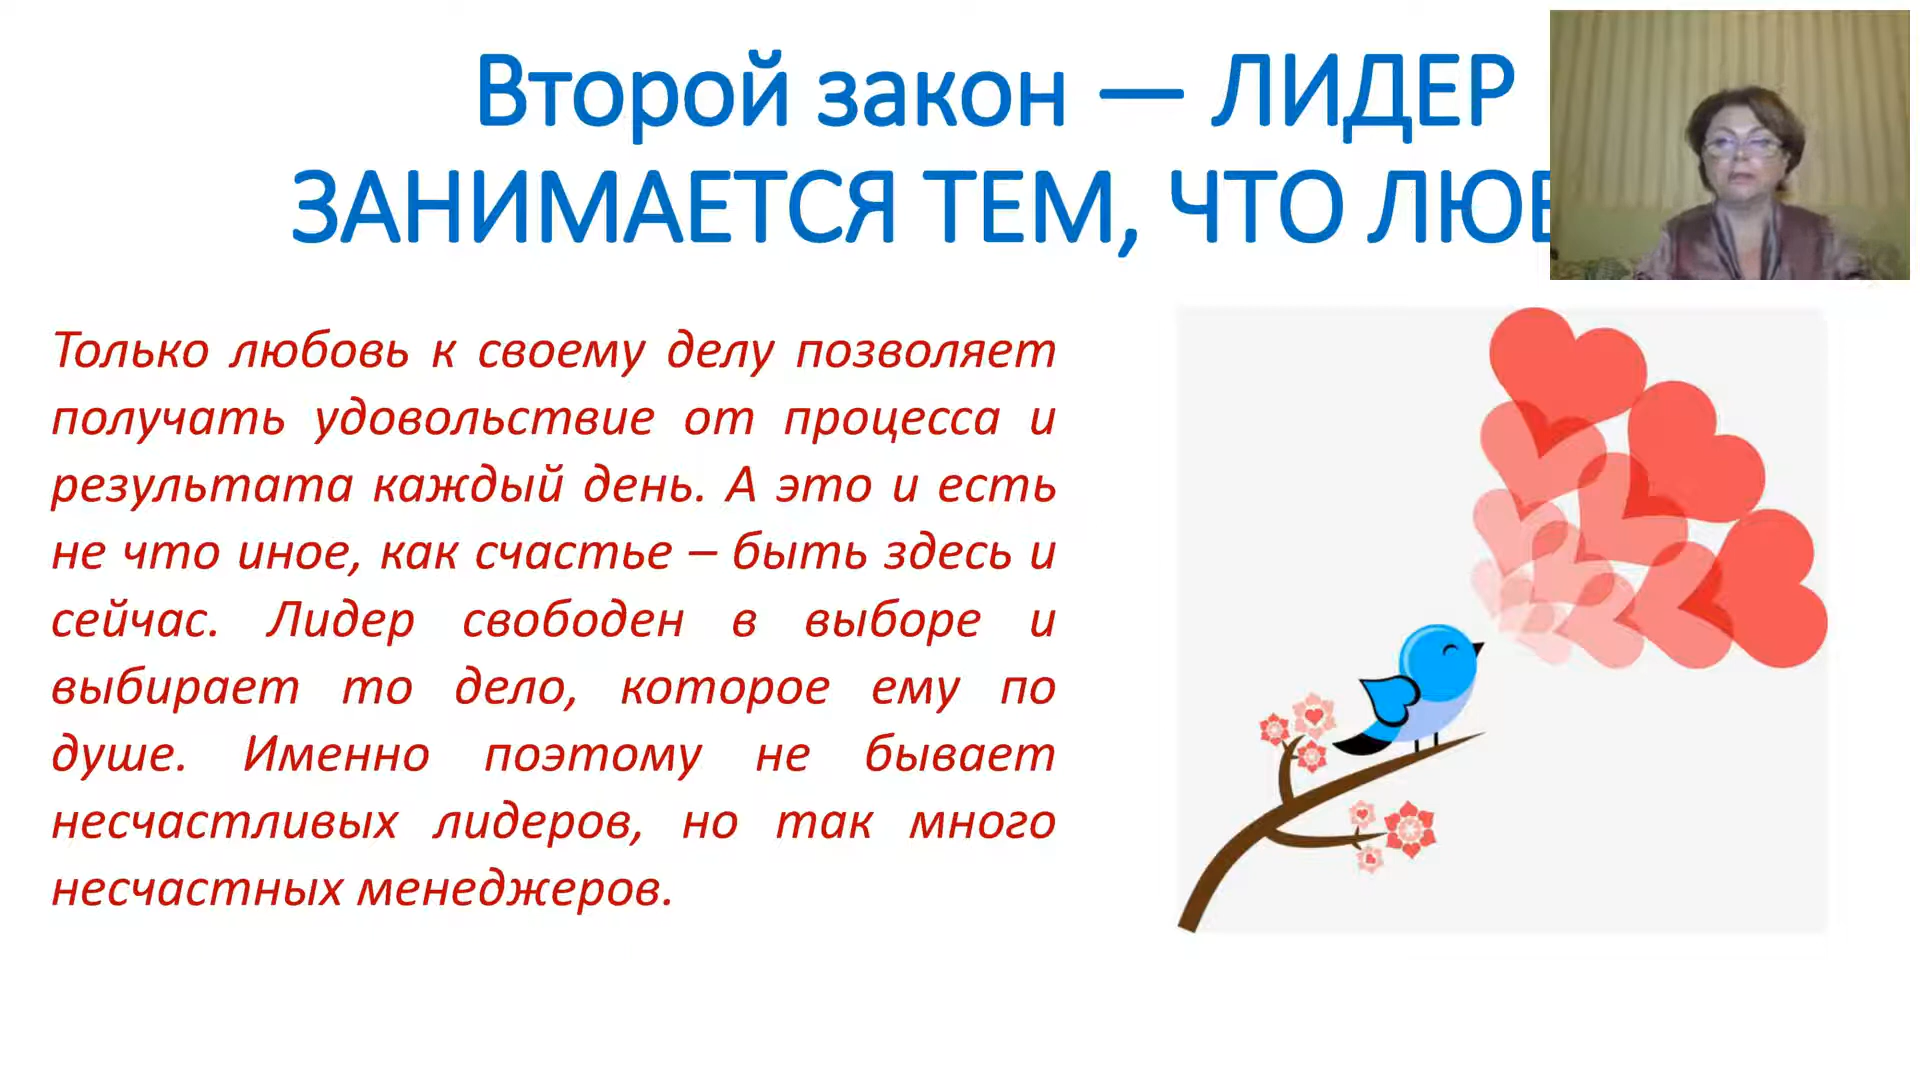 Второй закон — ЛИДЕР
ЗАНИМАЕТСЯ ТЕМ, ЧТО
Только любовь к своему делу позволяет
получать удовольствие от процесса и
результата каждый день. А это и есть
не что иное, как счастье – быть здесь и
сейчас. Лидер свободен в выборе и
выбирает то дело, которое ему по
душе. Именно поэтому не бывает
несчастливых лидеров, но так много
несчастных менеджеров.